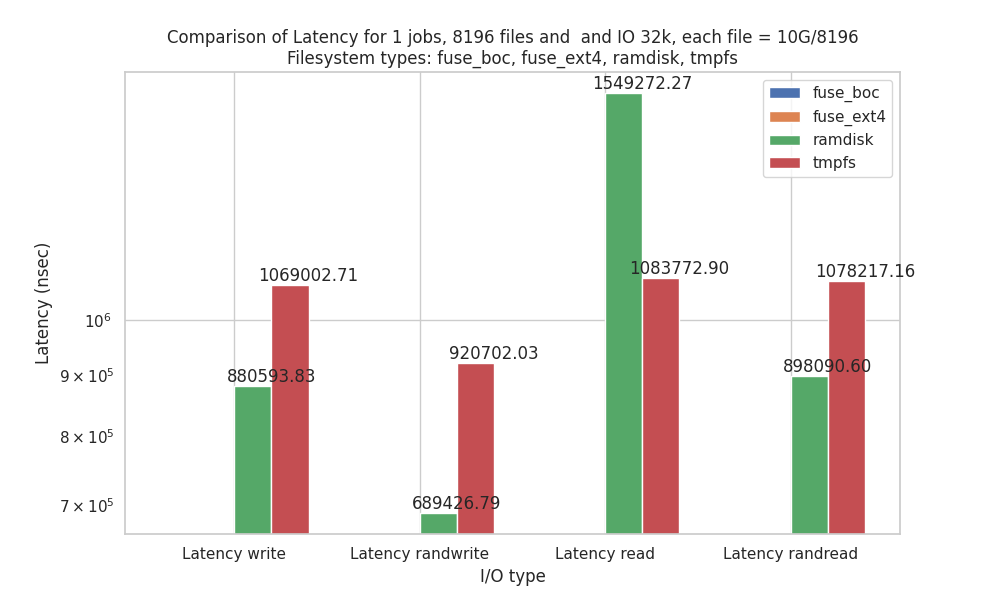 Comparison of Latency for 1 jobs, 8196 files and  and IO 32k, each file = 10G/8196
Filesystem types: fuse_boc, fuse_ext4, ramdisk, tmpfs
1549272.27
fuse_boc
fuse_ext4
ramdisk
tmpfs
Latency (nsec)
1069002.71
1083772.90
1078217.16
10⁶
920702.03
9 × 10⁵
880593.83
898090.60
8 × 10⁵
7 × 10⁵
689426.79
Latency write
Latency randwrite
Latency read
Latency randread
I/O type